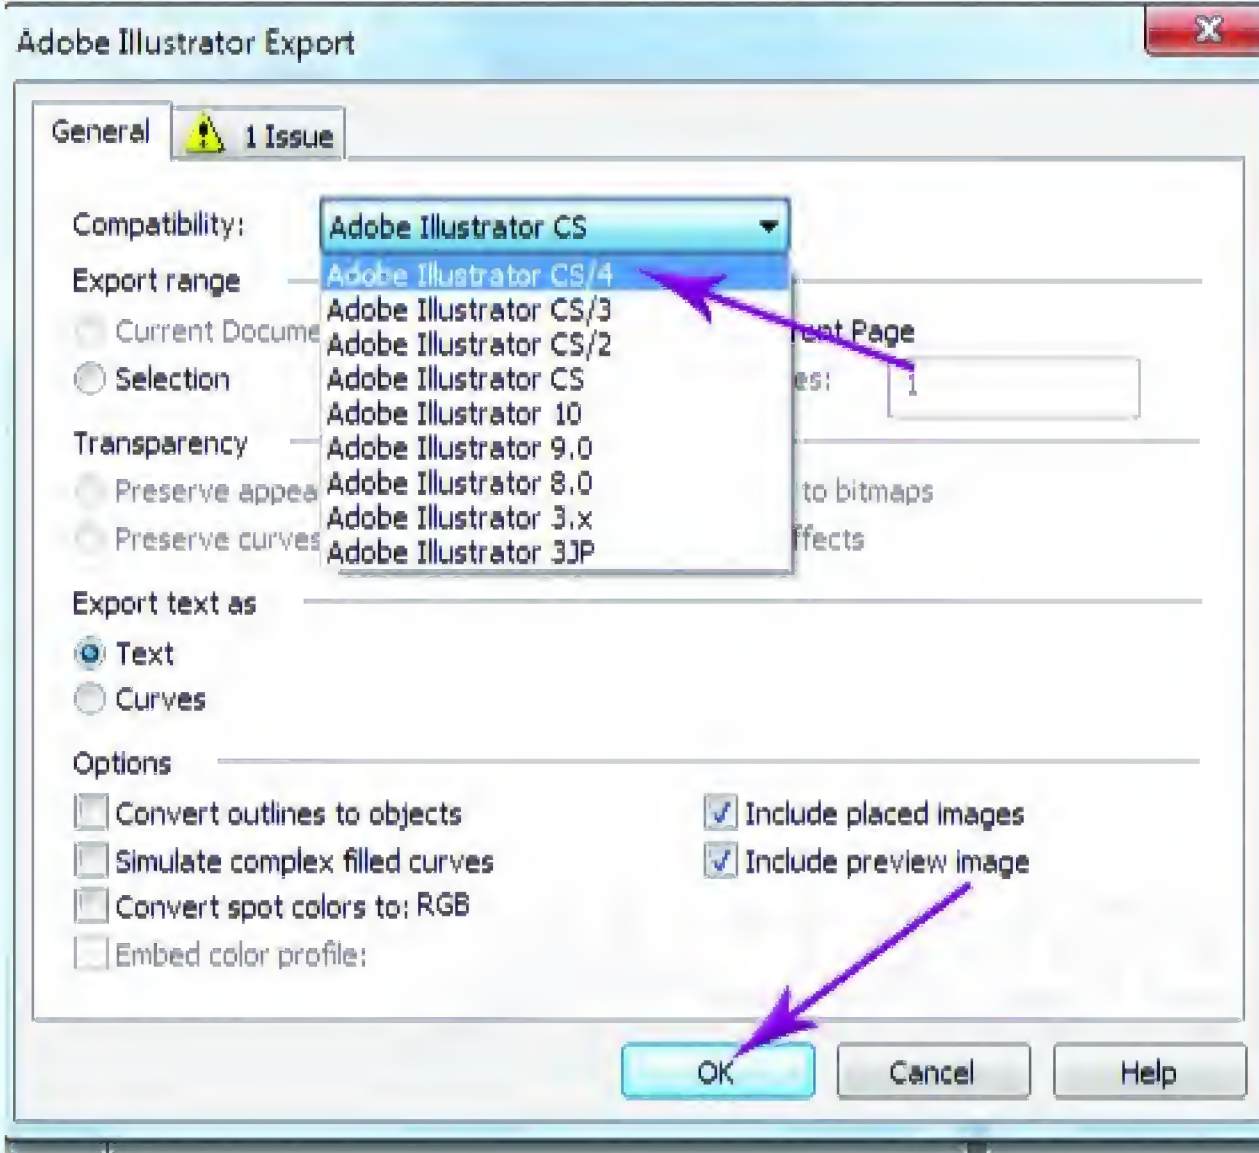 Adobe Illustrator Export
General
1 Issue
Compatibility:
Adobe Illustrator CS
Adobe Illustrator CS/4
Adobe Illustrator CS/3
Adobe Illustrator CS/2
Adobe Illustrator CS
Adobe Illustrator 10
Adobe Illustrator 9.0
Adobe Illustrator 8.0
Adobe Illustrator 3.x
Adobe Illustrator 3JP
Export range
Current Docume rent Page
Selection es: 1
Transparency
Preserve appea to bitmaps
Preserve curves ffects
Export text as
Text
Curves
Options
Convert outlines to objects
Simulate complex filled curves
Convert spot colors to: RGB
Embed color profile:
Include placed images
Include preview image
OK Cancel Help